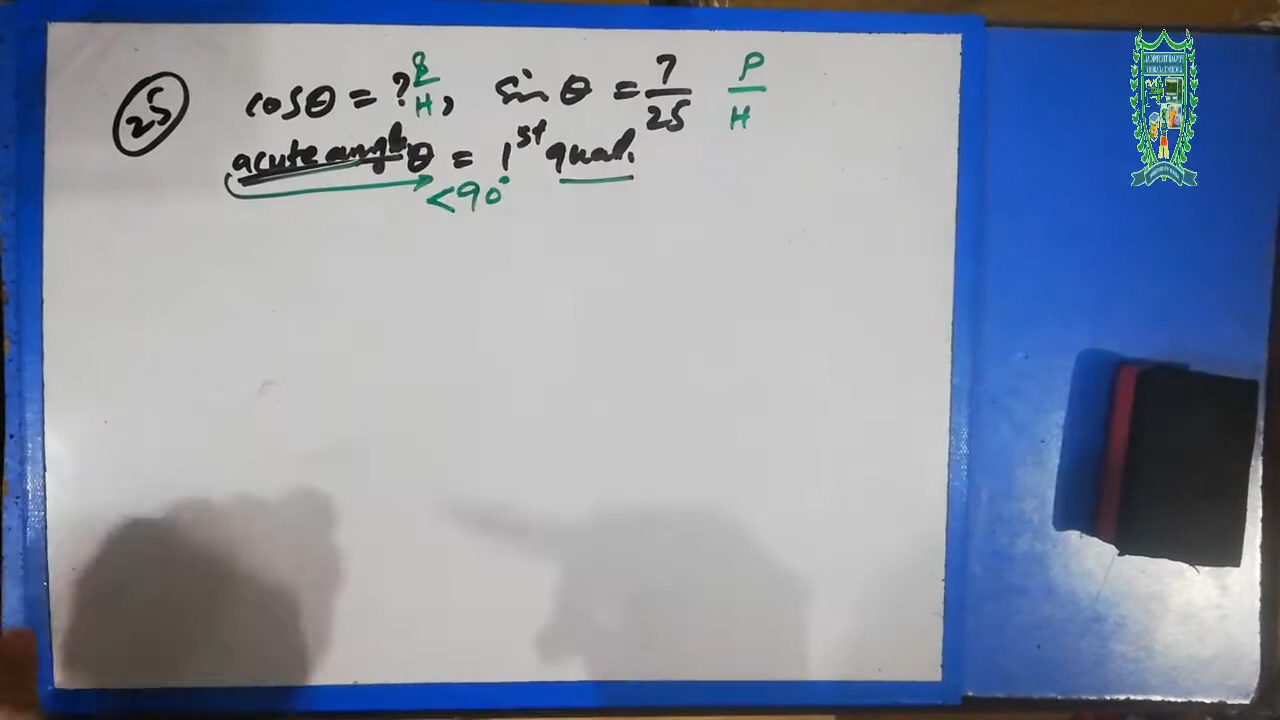 25 cosθ = ? B/H, sin θ = 7/25 P/H
acute angle θ = 1st quad.
<90°